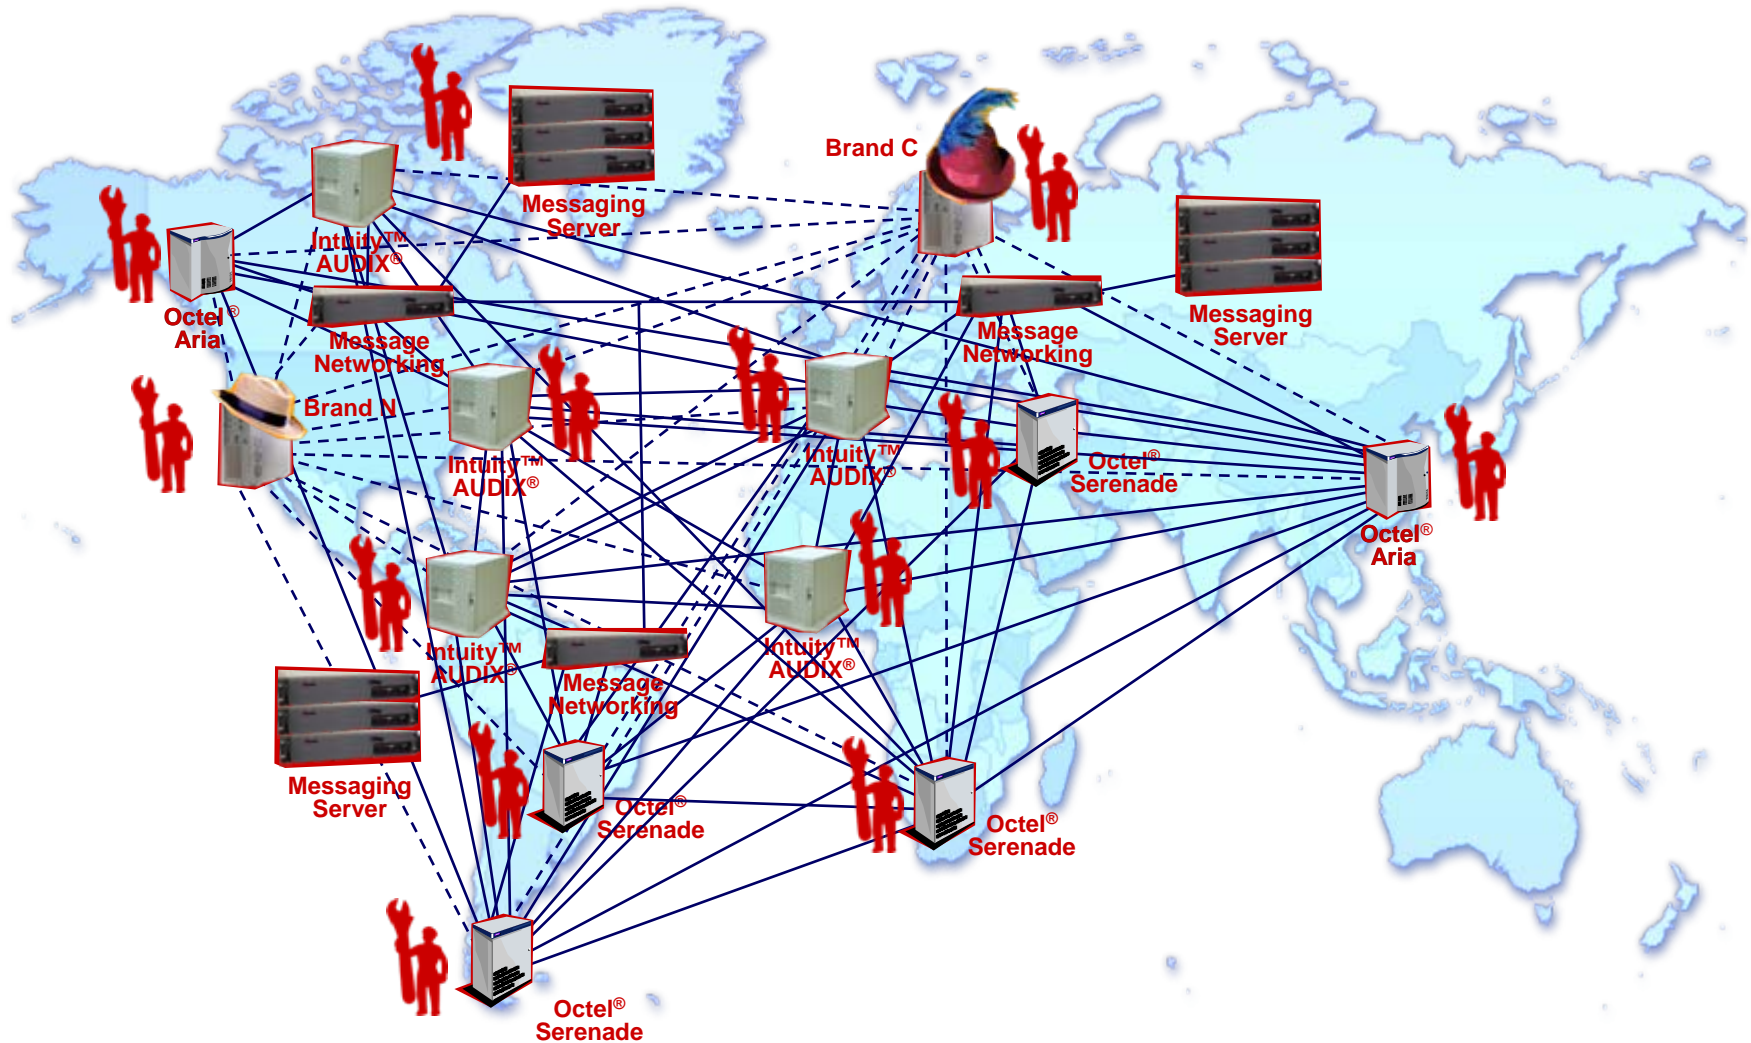 Brand C
Messaging
Server
Intuity™
AUDIX®
Octel®
Aria
Message
Networking
Messaging
Server
Message
Networking
Brand N
Intuity™
AUDIX®
Intuity™
AUDIX®
Octel®
Serenade
Octel®
Aria
Intuity™
AUDIX®
Intuity™
AUDIX®
Message
Networking
Messaging
Server
Octel®
Serenade
Octel®
Serenade
Octel®
Serenade